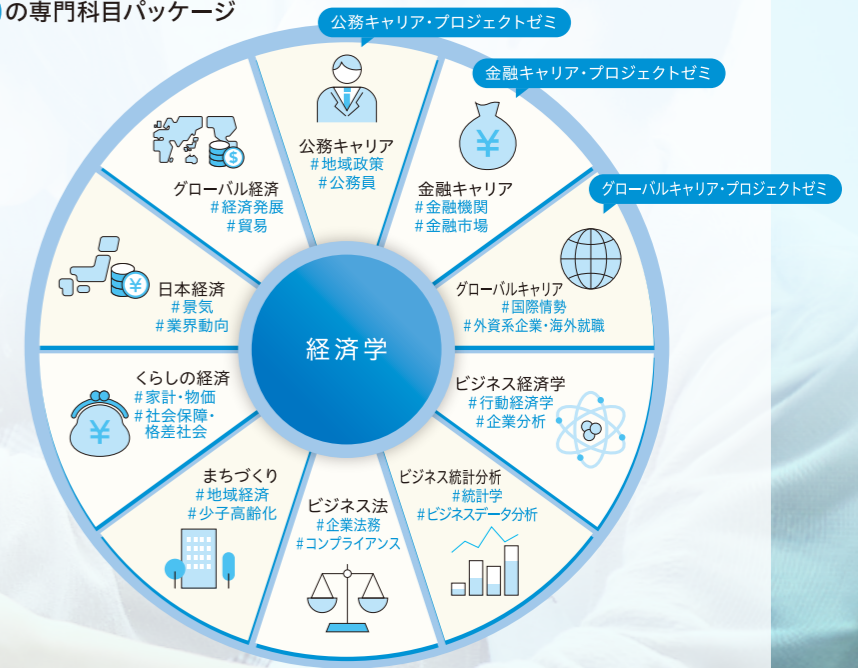 の専門科目パッケージ
公務キャリア・プロジェクトゼミ
金融キャリア・プロジェクトゼミ
グローバルキャリア・プロジェクトゼミ
公務キャリア
#地域政策
#公務員
金融キャリア
#金融機関
#金融市場
グローバルキャリア
#国際情勢
#外資系企業・海外就職
ビジネス経済学
#行動経済学
#企業分析
ビジネス統計分析
#統計学
#ビジネスデータ分析
ビジネス法
#企業法務
#コンプライアンス
まちづくり
#地域経済
#少子高齢化
くらしの経済
#家計・物価
#社会保障・
格差社会
¥
日本経済
#景気
#業界動向
¥
グローバル経済
#経済発展
#貿易
$
¥
経済学